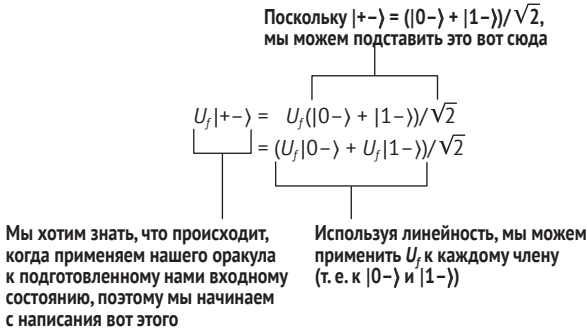 Поскольку |+–⟩ = (|0–⟩ + |1–⟩)/√2,
мы можем подставить это вот сюда
U_f|+–⟩ = U_f(|0–⟩ + |1–⟩)/√2
= (U_f|0–⟩ + U_f|1–⟩)/√2
Мы хотим знать, что происходит,
когда применяем нашего оракула
к подготовленному нами входному
состоянию, поэтому мы начинаем
с написания вот этого
Используя линейность, мы можем
применить U_f к каждому члену
(т. е. к |0–⟩ и |1–⟩)